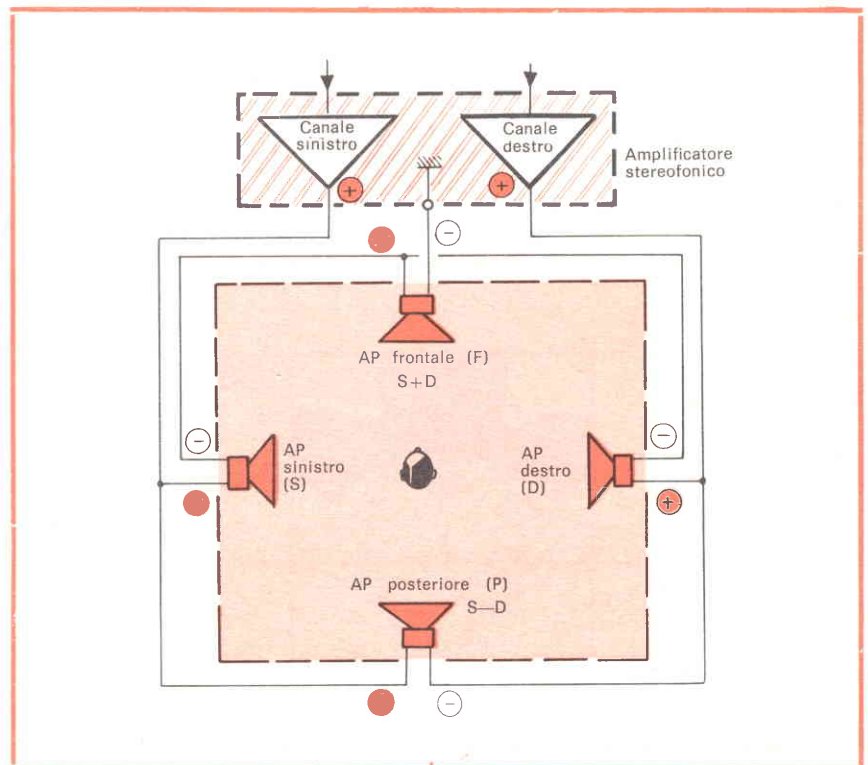 Canale
sinistro
Canale
destro
Amplificatore
stereofonico
+
+
−
AP frontale (F)
S+D
−
AP
sinistro
(S)
AP
destro
(D)
−
+
AP posteriore (P)
S—D
−